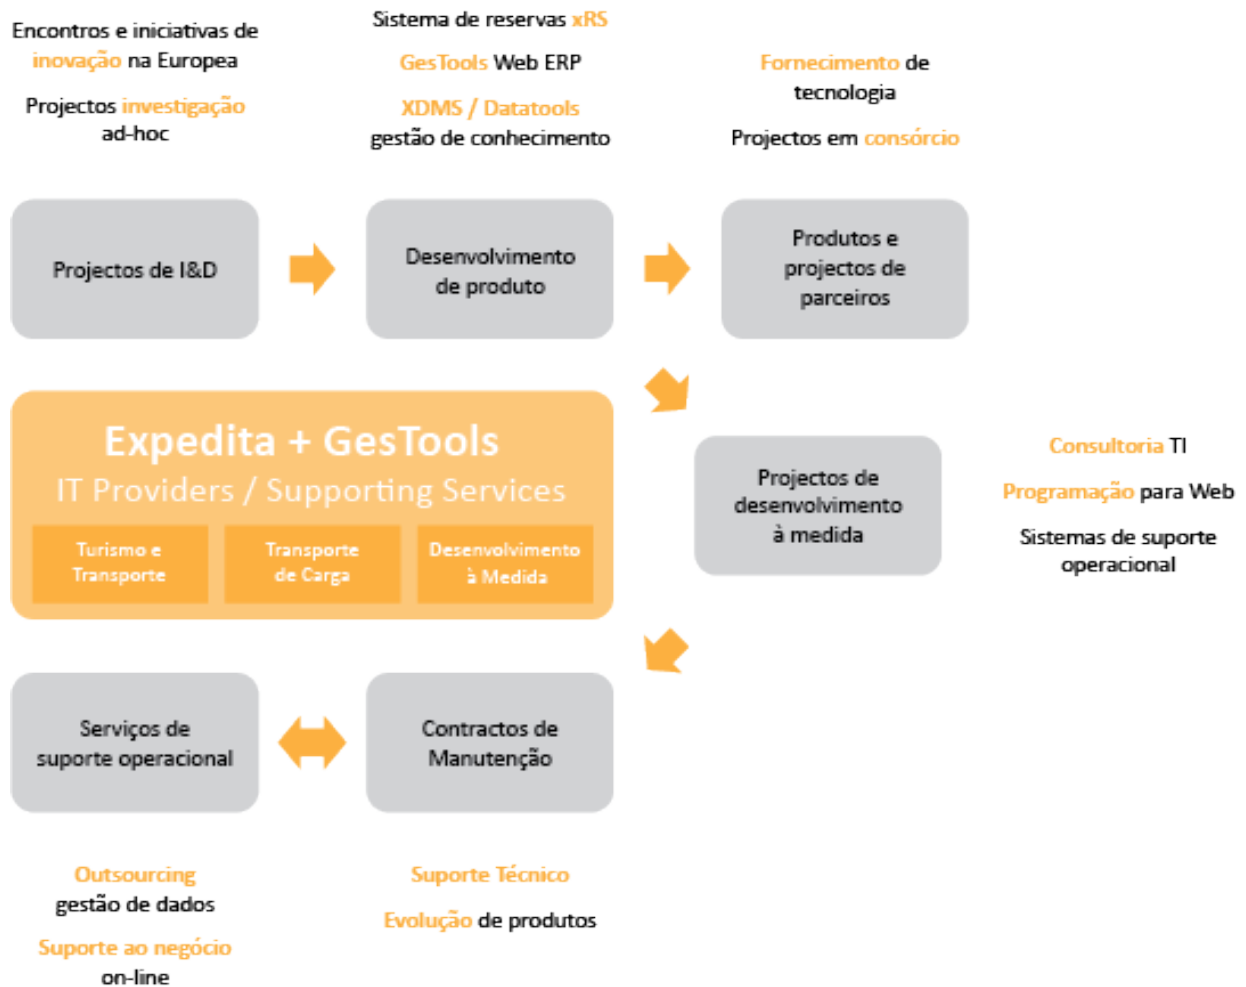 Encontros e iniciativas de
inovação na Europea
Projectos investigação
ad-hoc
Sistema de reservas xRS
GesTools Web ERP
XDMS / Datatools
gestão de conhecimento
Fornecimento de
tecnologia
Projectos em consórcio
Projectos de I&D
Desenvolvimento
de produto
Produtos e
projectos de
parceiros
Expedita + GesTools
IT Providers / Supporting Services
Turismo e
Transporte
Transporte
de Carga
Desenvolvimento
à Medida
Projectos de
desenvolvimento
à medida
Consultoria TI
Programação para Web
Sistemas de suporte
operacional
Serviços de
suporte operacional
Contractos de
Manutenção
Outsourcing
gestão de dados
Suporte ao negócio
on-line
Suporte Técnico
Evolução de produtos